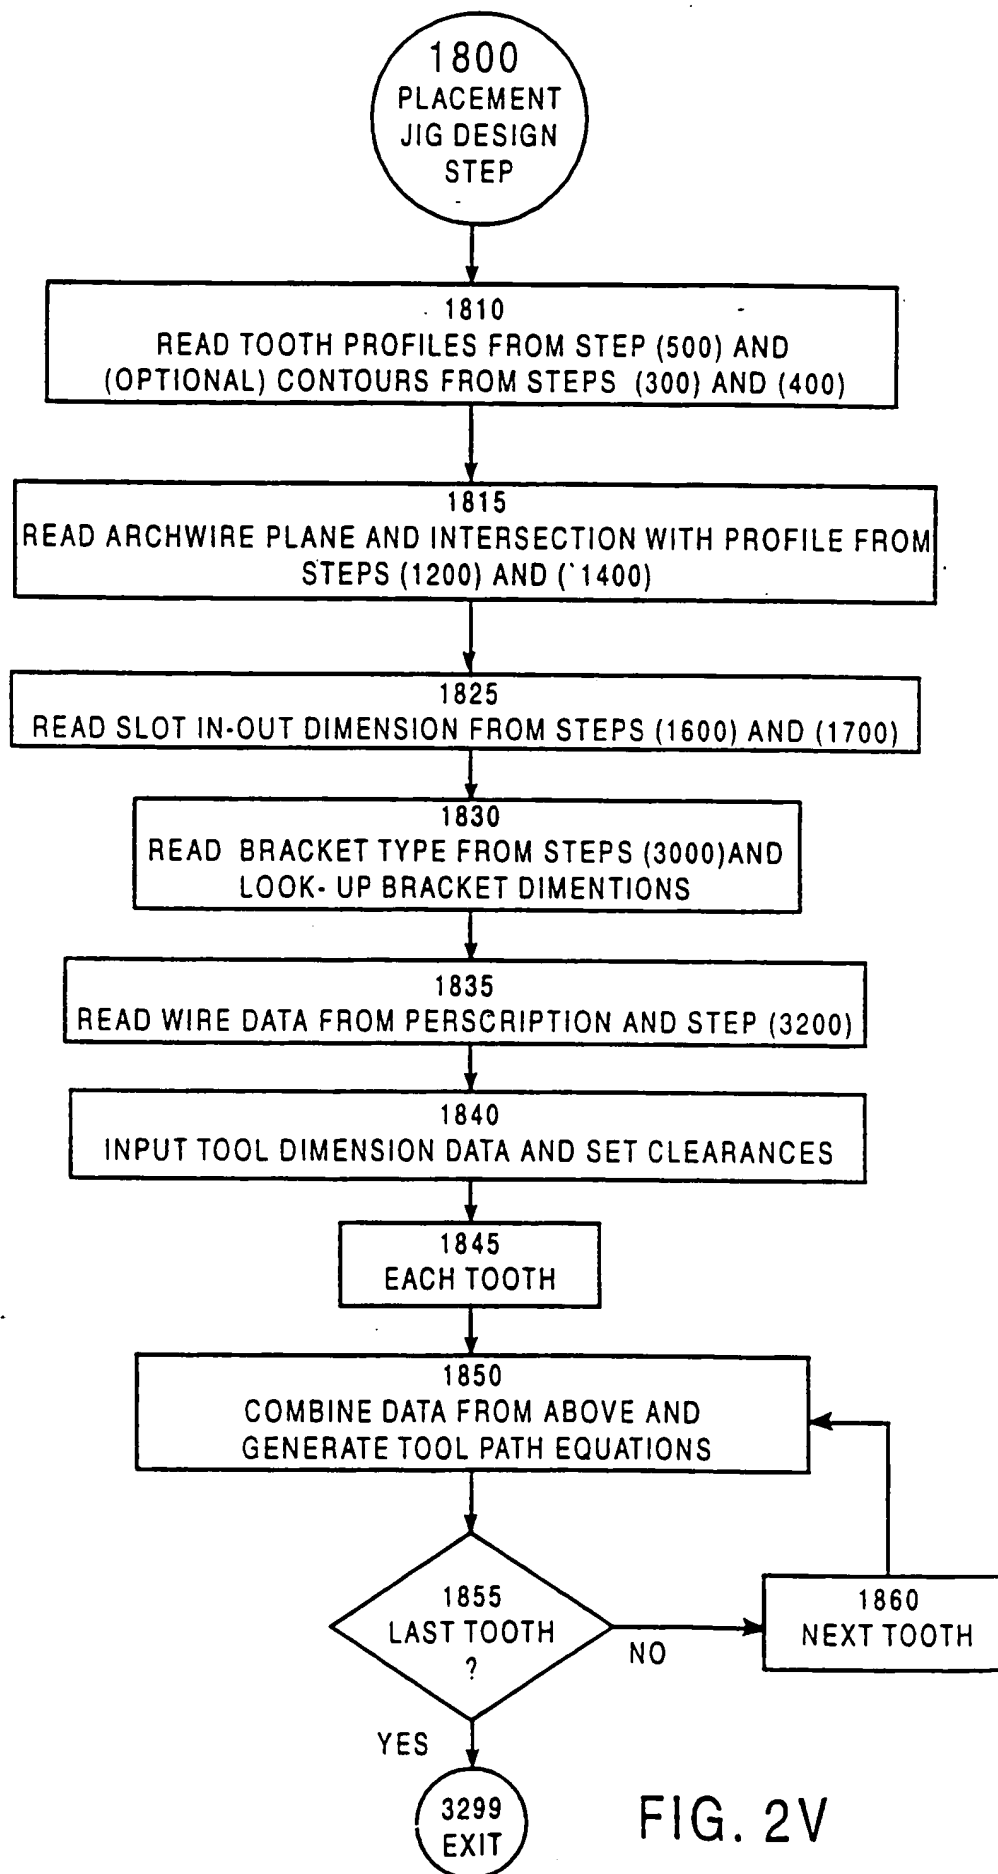 1800
PLACEMENT
JIG DESIGN
STEP
1810
READ TOOTH PROFILES FROM STEP (500) AND
(OPTIONAL) CONTOURS FROM STEPS (300) AND (400)
1815
READ ARCHWIRE PLANE AND INTERSECTION WITH PROFILE FROM
STEPS (1200) AND (1400)
1825
READ SLOT IN-OUT DIMENSION FROM STEPS (1600) AND (1700)
1830
READ BRACKET TYPE FROM STEPS (3000)AND
LOOK- UP BRACKET DIMENTIONS
1835
READ WIRE DATA FROM PERSCRIPTION AND STEP (3200)
1840
INPUT TOOL DIMENSION DATA AND SET CLEARANCES
1845
EACH TOOTH
1850
COMBINE DATA FROM ABOVE AND
GENERATE TOOL PATH EQUATIONS
1855
LAST TOOTH
?
NO
1860
NEXT TOOTH
YES
3299
EXIT
FIG. 2V